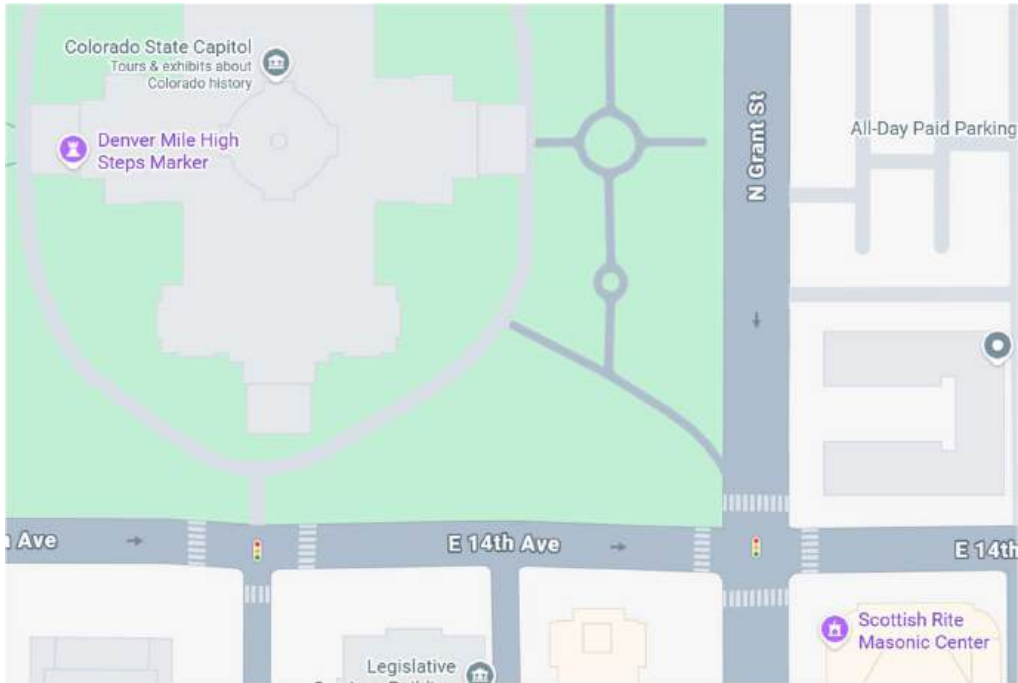 Colorado State Capitol
Tours & exhibits about
Colorado history
Denver Mile High
Steps Marker
N Grant St
All-Day Paid Parking
Ave
E 14th Ave
E 14th
Scottish Rite
Masonic Center
Legislative